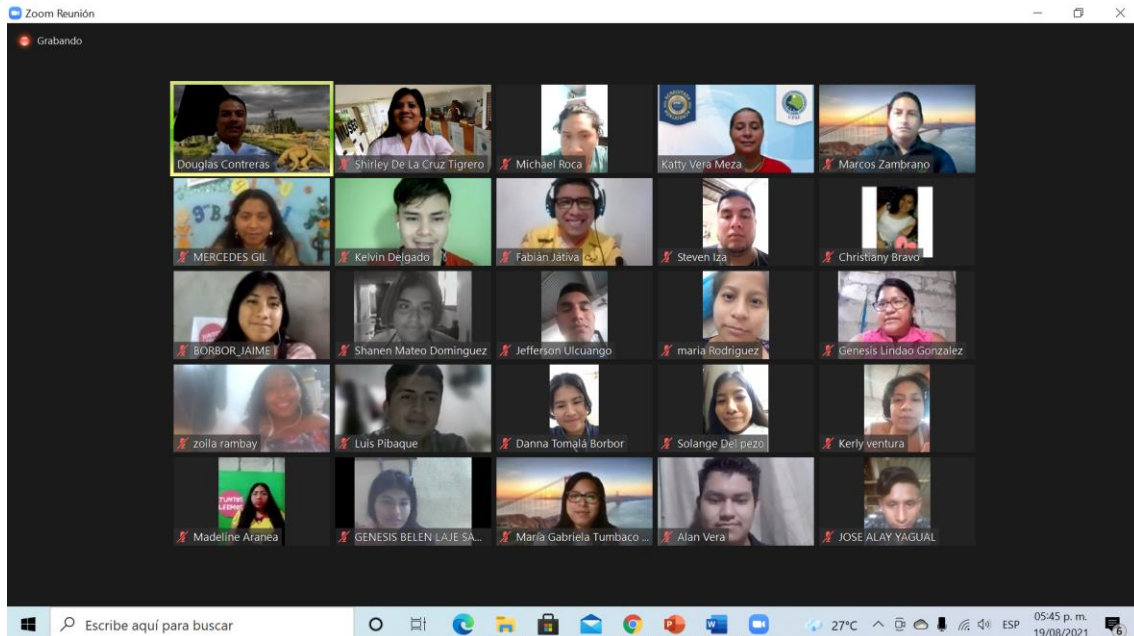 Zoom Reunión
Grabando
Douglas Contreras
Shirley De La Cruz Tigrero
Michael Roca
Katty Vera Meza
Marcos Zambrano
MERCEDES GIL
Kelvin Delgado
Fabián Játiva
Steven Iza
Christiany Bravo
BORBOR_JAIME
Shanen Mateo Dominguez
Jefferson Ulcuango
maria Rodriguez
Genesis Lindao Gonzalez
zoila rambay
Luis Pibaque
Danna Tomalá Borbor
Solange Del pezo
Kerly ventura
JUNTOS
LEEMOS
Madeline Aranea
GENESIS BELEN LAJE SA...
María Gabriela Tumbaco ...
Alan Vera
JOSE ALAY YAGUAL
Escribe aquí para buscar
27°C
ESP
05:45 p. m.
19/08/2021
6